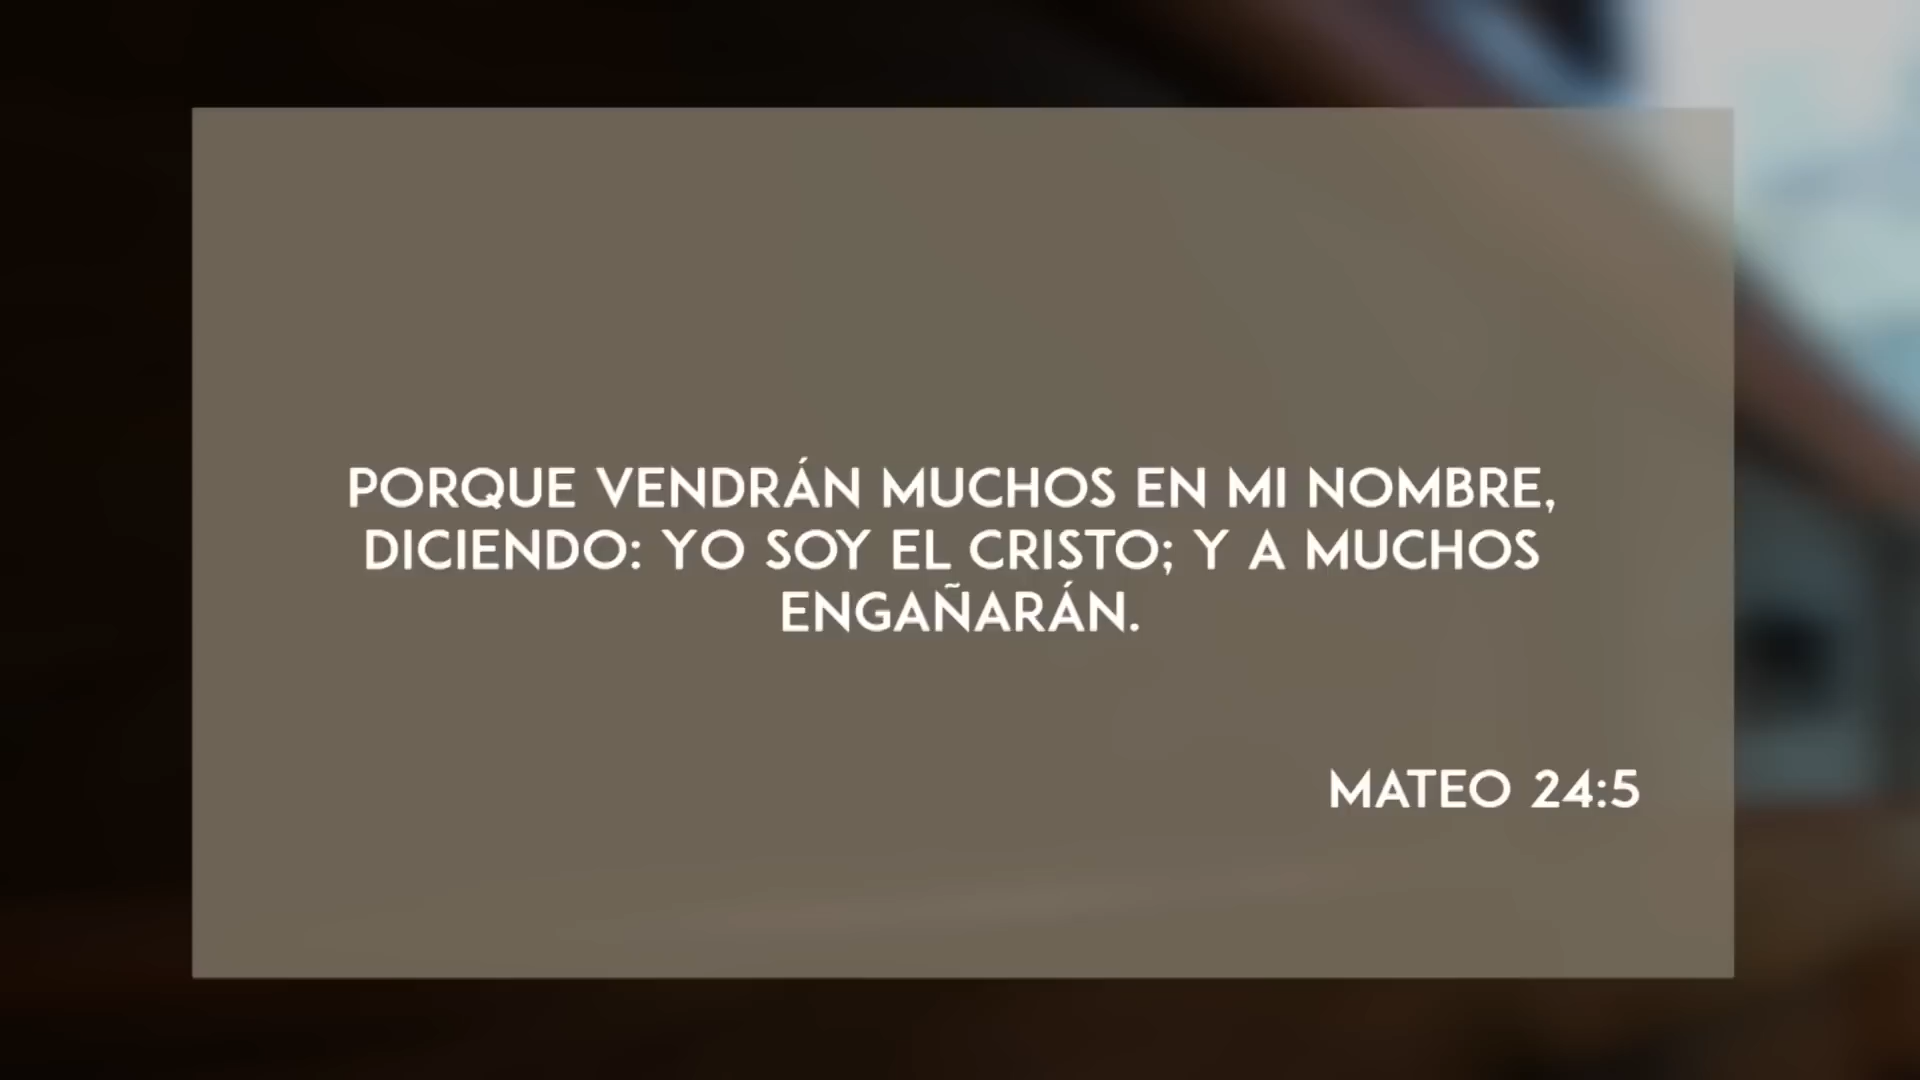 PORQUE VENDRÁN MUCHOS EN MI NOMBRE,
DICIENDO: YO SOY EL CRISTO; Y A MUCHOS
ENGAÑARÁN.
MATEO 24:5